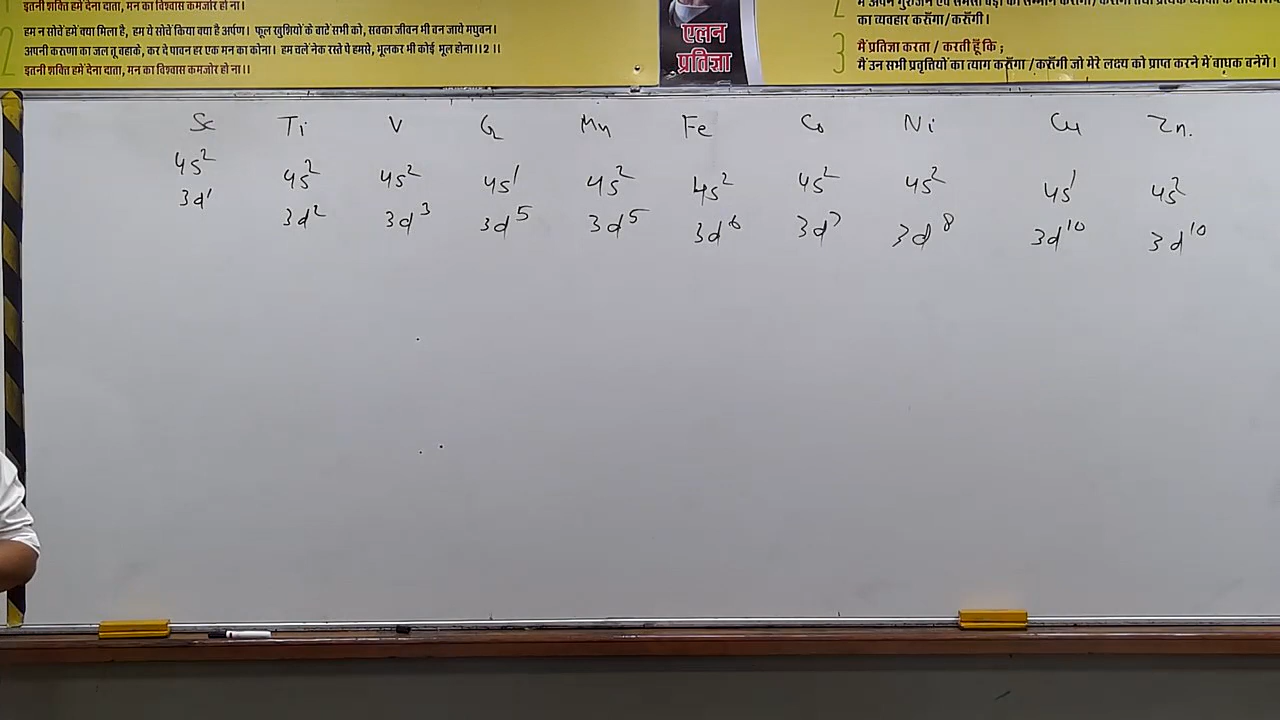 इतनी शक्ति हमें देना दाता, मन का विश्वास कमजोर हो ना।
हम न सोचें हमें क्या मिला है, हम ये सोचें किया क्या है अर्पण। फूल खुशियों के बाटें सभी को, सबका जीवन भी बन जाये मधुबन।
अपनी करुणा का जल तू बहाके, कर दे पावन हर एक मन का कोना। हम चलें नेक रस्ते पे हमसे, भूलकर भी कोई भूल होना।।2।।
इतनी शक्ति हमें देना दाता, मन का विश्वास कमजोर हो ना।।
2
एलन
प्रतिज्ञा
2
का व्यवहार करूँगा/करूँगी।
3
मैं प्रतिज्ञा करता / करती हूँ कि ;
मैं उन सभी प्रवृत्तियों का त्याग करूँगा /करूँगी जो मेरे लक्ष्य को प्राप्त करने में बाधक बनेंगे।
Sc Ti V Cr Mn Fe Co Ni Cu Zn.
4s² 4s² 4s² 4s¹ 4s² 4s² 4s² 4s² 4s¹ 4s²
3d¹ 3d² 3d³ 3d⁵ 3d⁵ 3d⁶ 3d⁷ 3d⁸ 3d¹⁰ 3d¹⁰